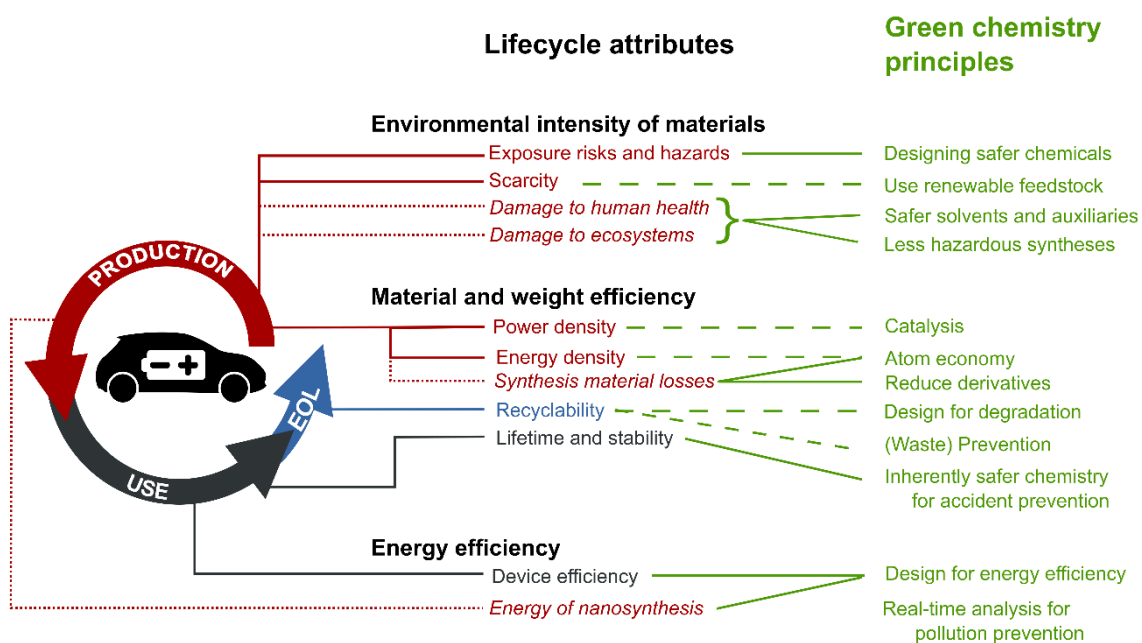 Lifecycle attributes
Green chemistry
principles
Environmental intensity of materials
Exposure risks and hazards
Designing safer chemicals
Scarcity
Use renewable feedstock
Damage to human health
Safer solvents and auxiliaries
Damage to ecosystems
Less hazardous syntheses
PRODUCTION
Material and weight efficiency
Power density
Catalysis
Energy density
Atom economy
Synthesis material losses
Reduce derivatives
EOL
Recyclability
Design for degradation
Lifetime and stability
(Waste) Prevention
USE
Inherently safer chemistry
for accident prevention
Energy efficiency
Device efficiency
Design for energy efficiency
Energy of nanosynthesis
Real-time analysis for
pollution prevention